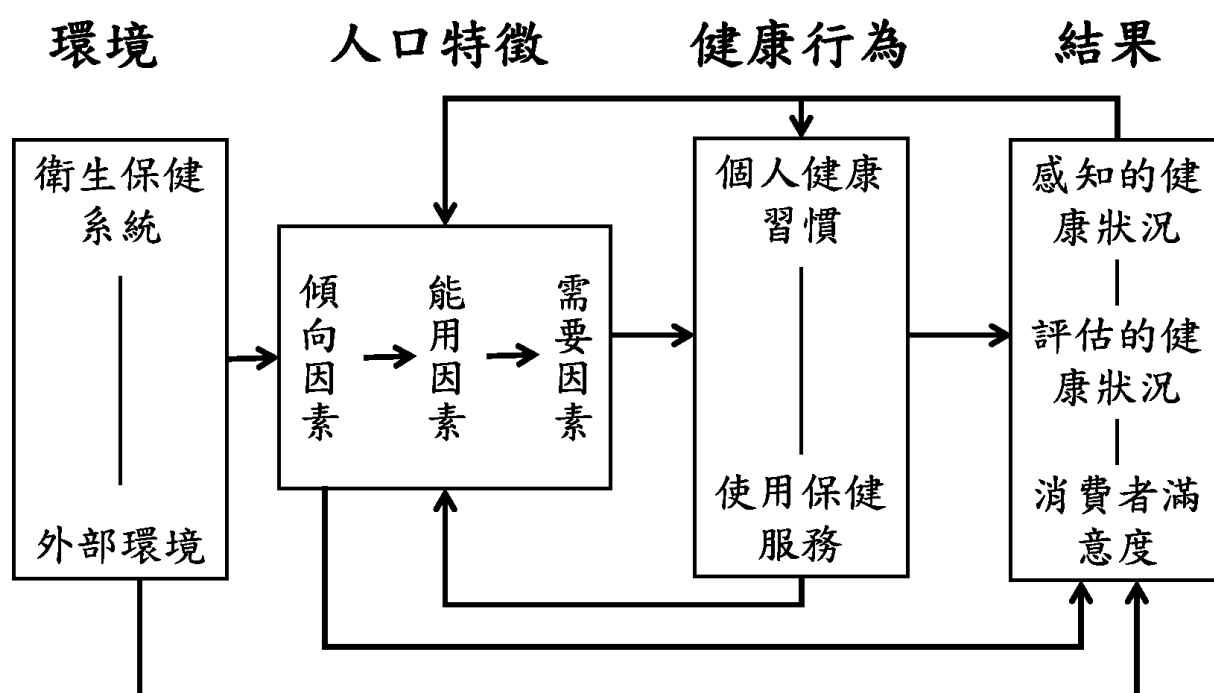 環境
人口特徵
健康行為
結果
衛生保健
系統
外部環境
傾向因素
能用因素
需要因素
個人健康
習慣
使用保健
服務
感知的健
康狀況
評估的健
康狀況
消費者滿
意度